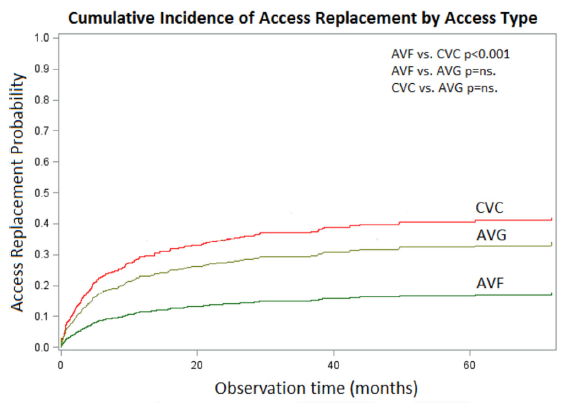 Cumulative Incidence of Access Replacement by Access Type
AVF vs. CVC p<0.001
AVF vs. AVG p=ns.
CVC vs. AVG p=ns.
Access Replacement Probability
1.0
0.9
0.8
0.7
0.6
0.5
0.4
0.3
0.2
0.1
0.0
CVC
AVG
AVF
0
20
40
60
Observation time (months)